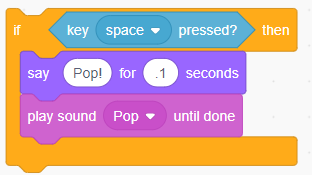 if key space pressed? then
say Pop! for .1 seconds
play sound Pop until done